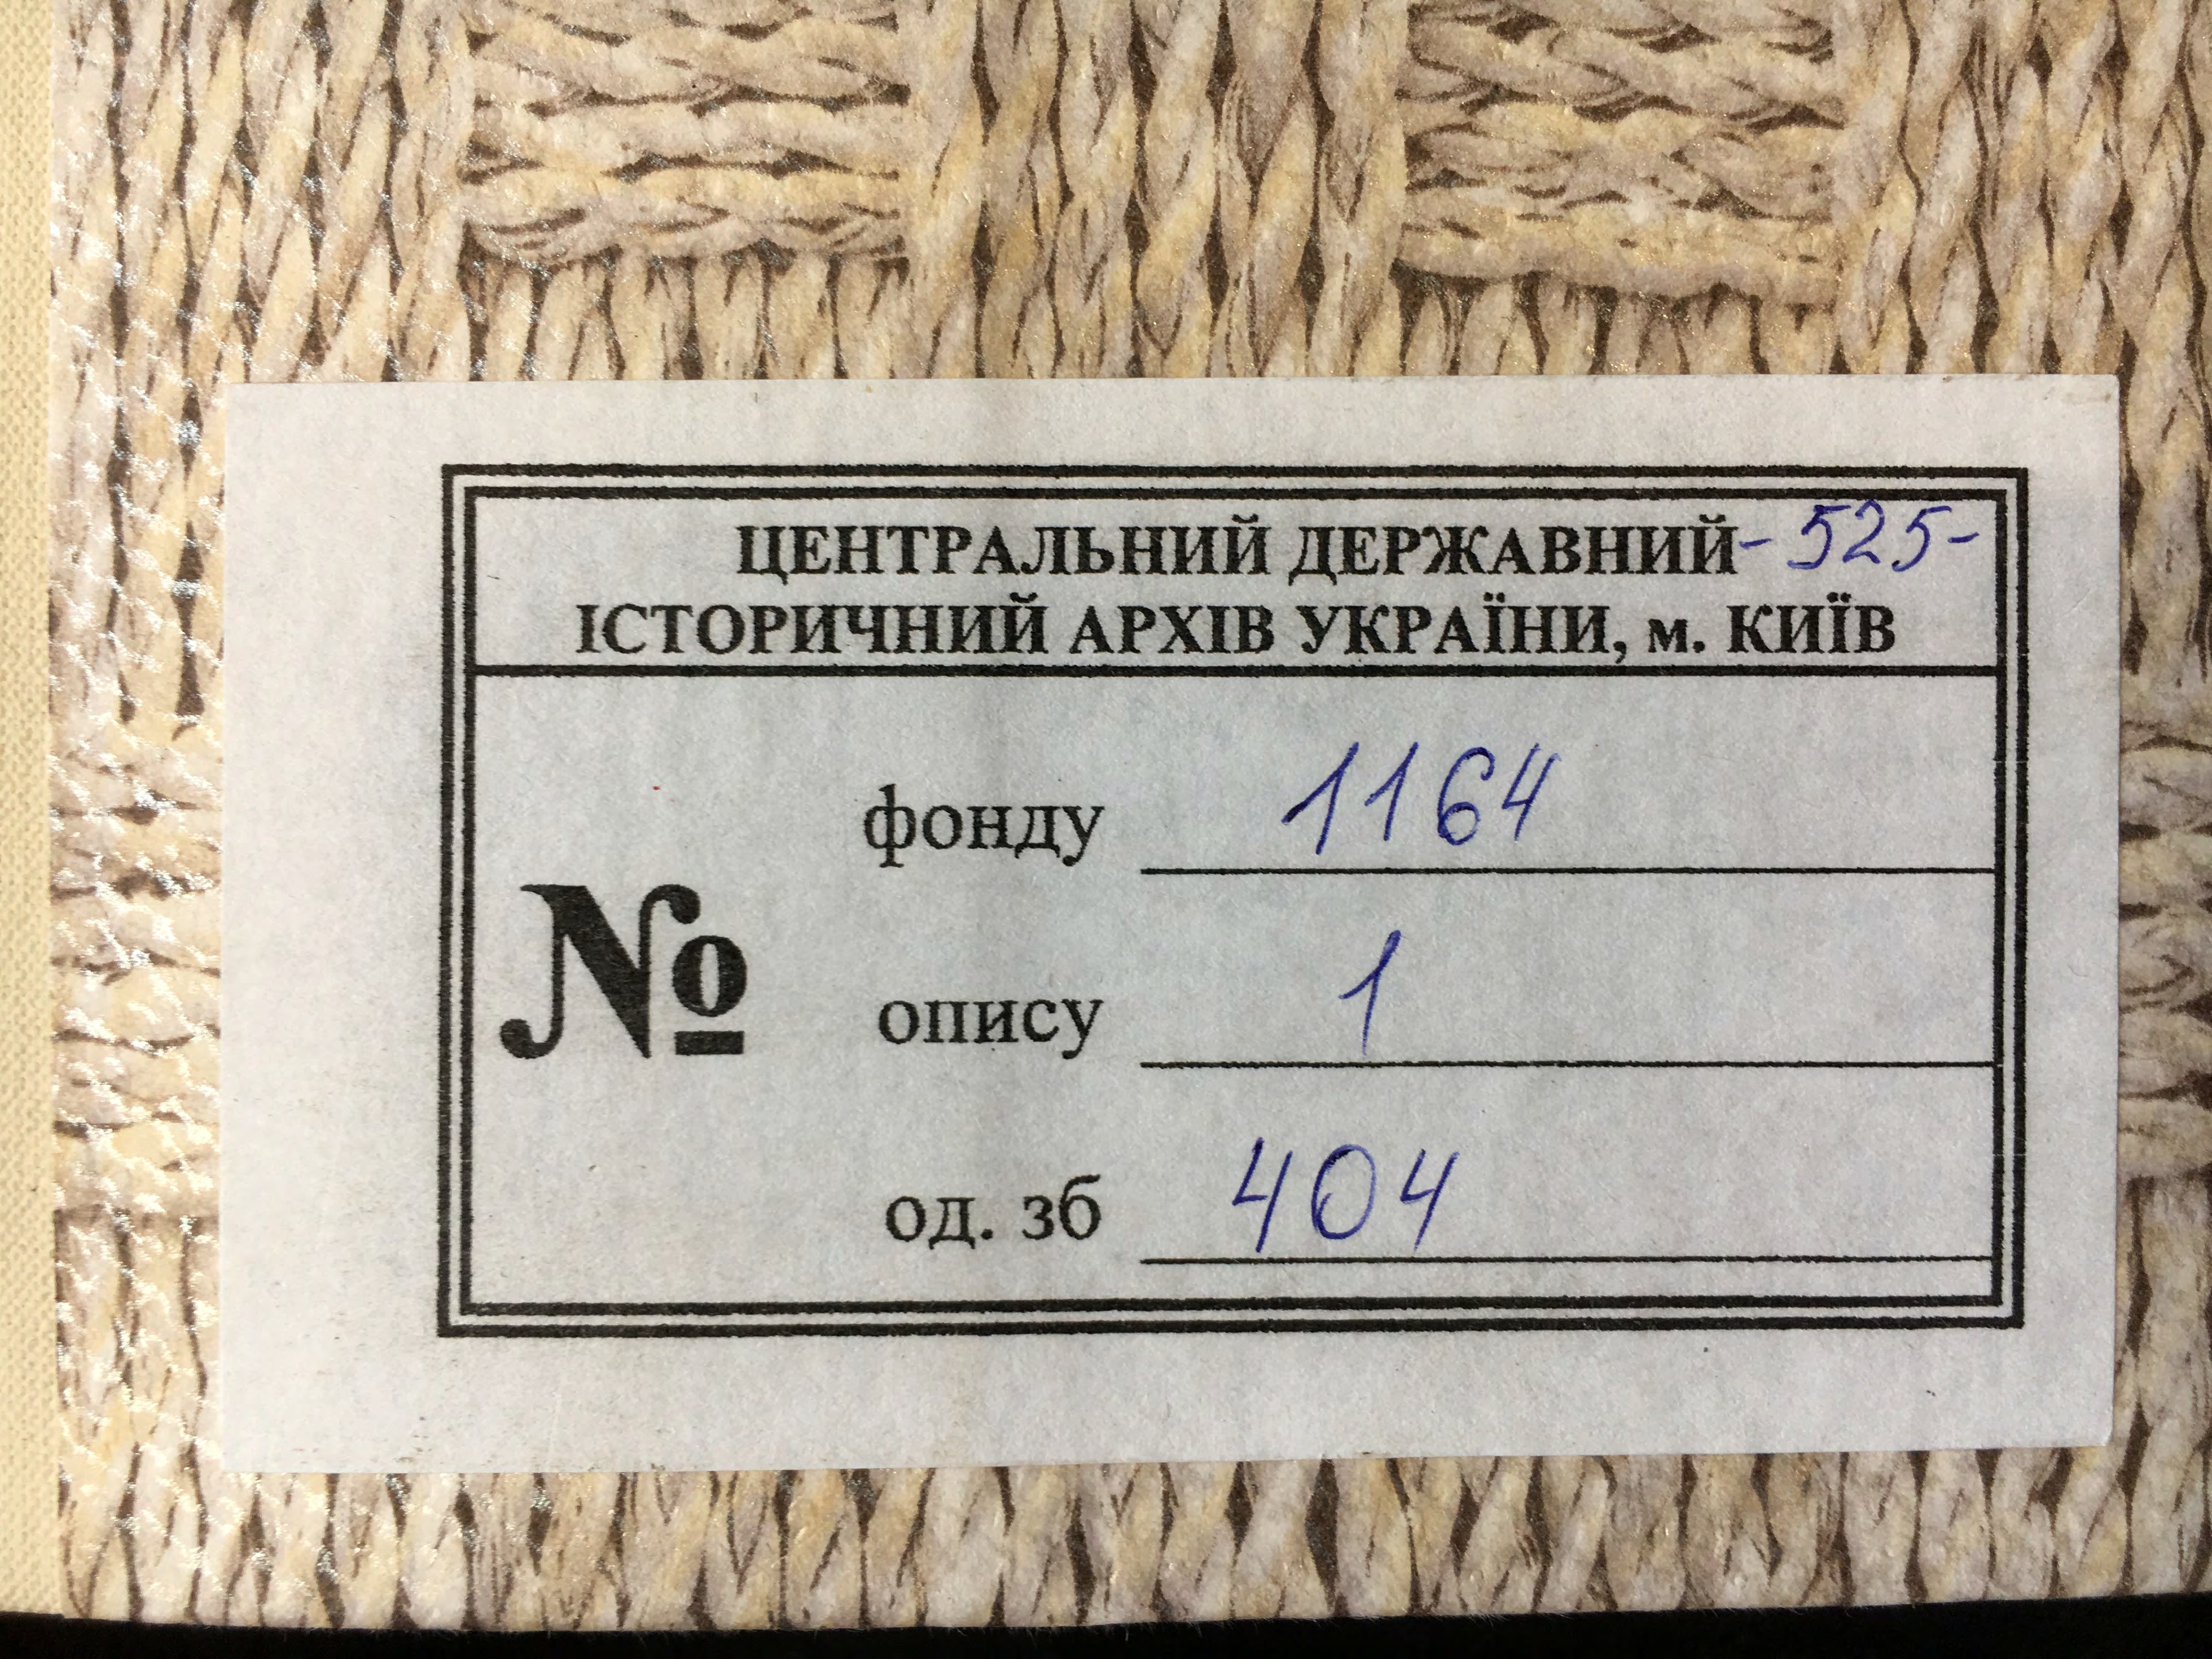 ЦЕНТРАЛЬНИЙ ДЕРЖАВНИЙ -525-
ІСТОРИЧНИЙ АРХІВ УКРАЇНИ, м. КИЇВ
№
фонду 1164
опису 1
од. зб 404